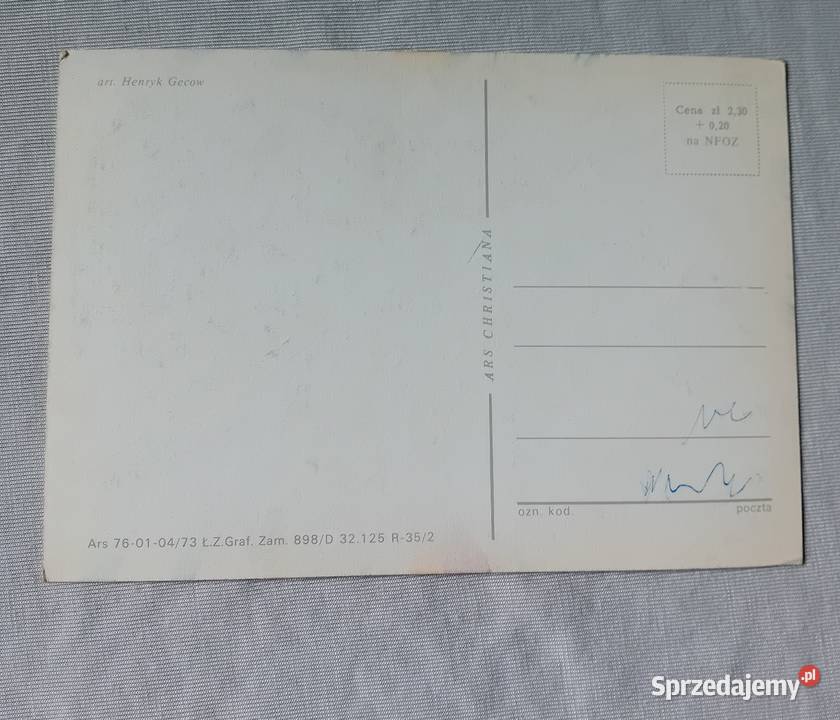 art. Henryk Gecow
Cena zł 2,30
+ 0,20
na NFOZ
ARS CHRISTIANA
ozn. kod.
poczta
Ars 76-01-04/73 Ł.Z.Graf. Zam. 898/D 32.125 R-35/2
Sprzedajemy.pl